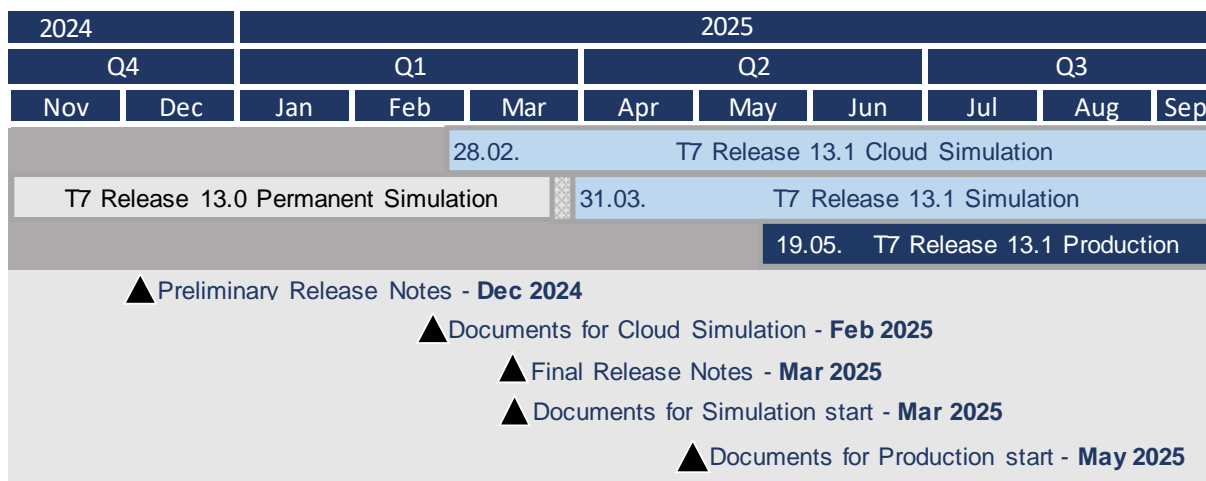 2024 2025
Q4 Q1 Q2 Q3
Nov Dec Jan Feb Mar Apr May Jun Jul Aug Sep
28.02. T7 Release 13.1 Cloud Simulation
T7 Release 13.0 Permanent Simulation 31.03. T7 Release 13.1 Simulation
19.05. T7 Release 13.1 Production
Preliminary Release Notes - Dec 2024
Documents for Cloud Simulation - Feb 2025
Final Release Notes - Mar 2025
Documents for Simulation start - Mar 2025
Documents for Production start - May 2025